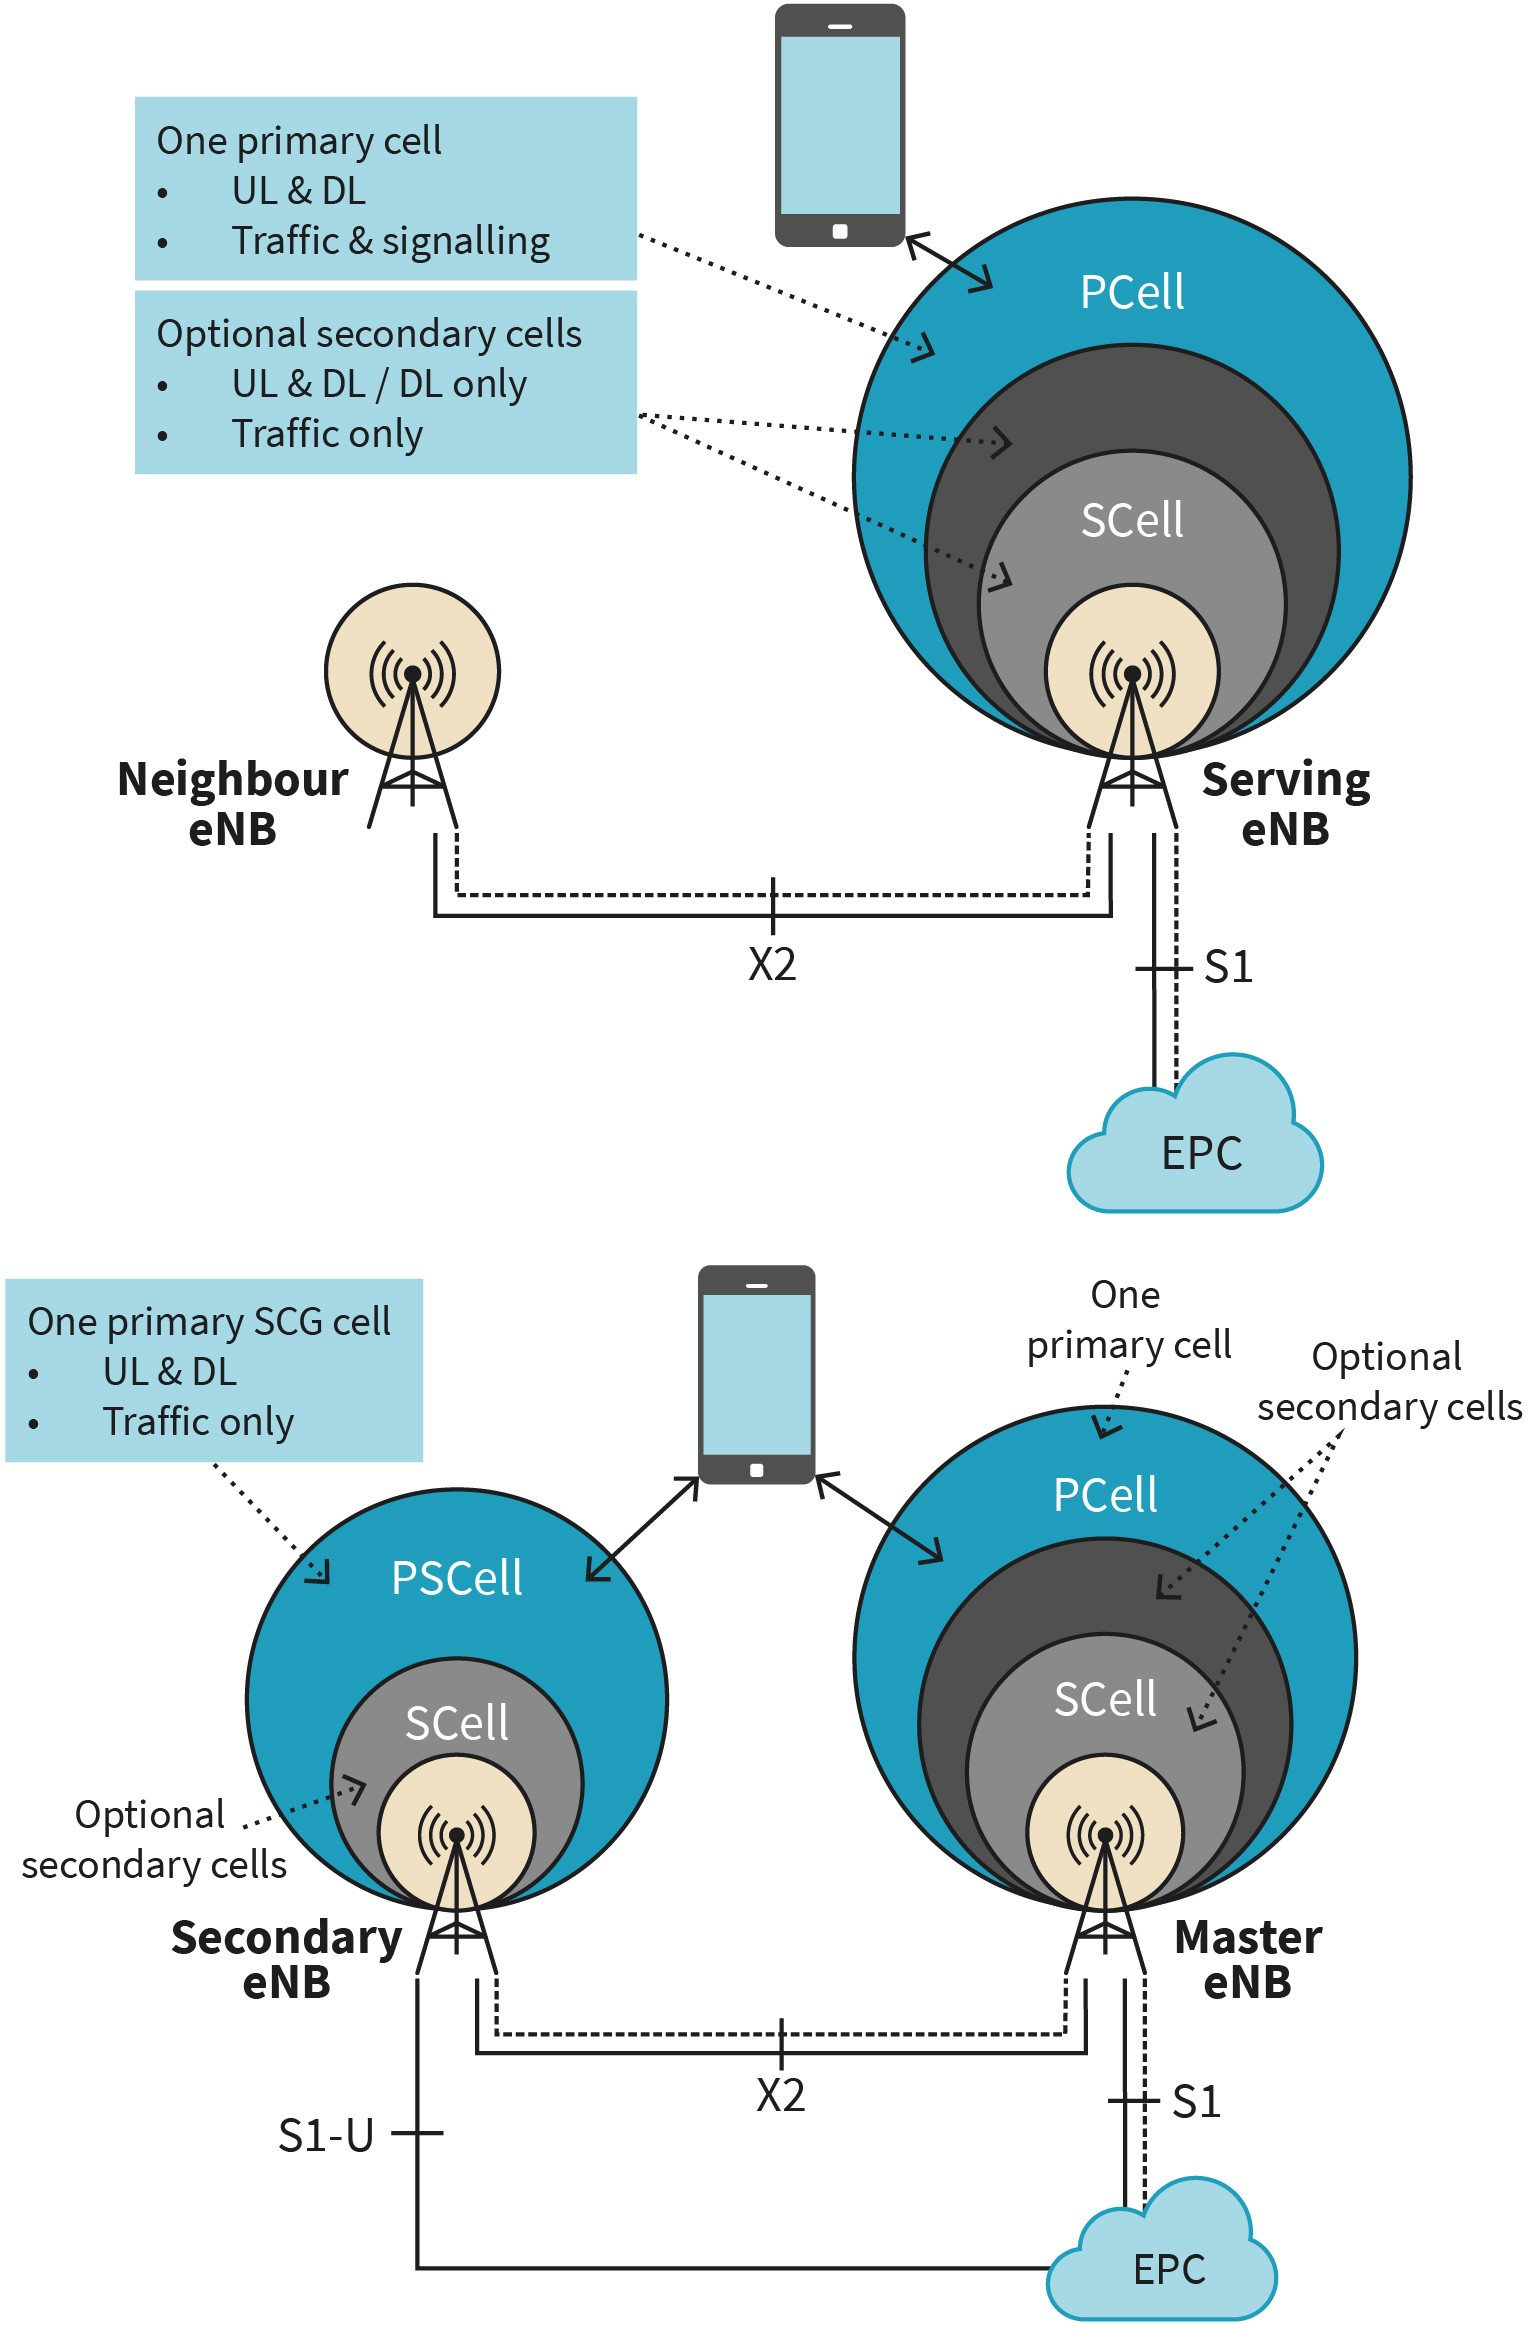 One primary cell
• UL & DL
• Traffic & signalling
Optional secondary cells
• UL & DL / DL only
• Traffic only
PCell
SCell
Neighbour
eNB
Serving
eNB
X2
S1
EPC
One primary SCG cell
• UL & DL
• Traffic only
One
primary cell
Optional
secondary cells
PSCell
SCell
PCell
SCell
Optional
secondary cells
Secondary
eNB
Master
eNB
X2
S1-U
S1
EPC